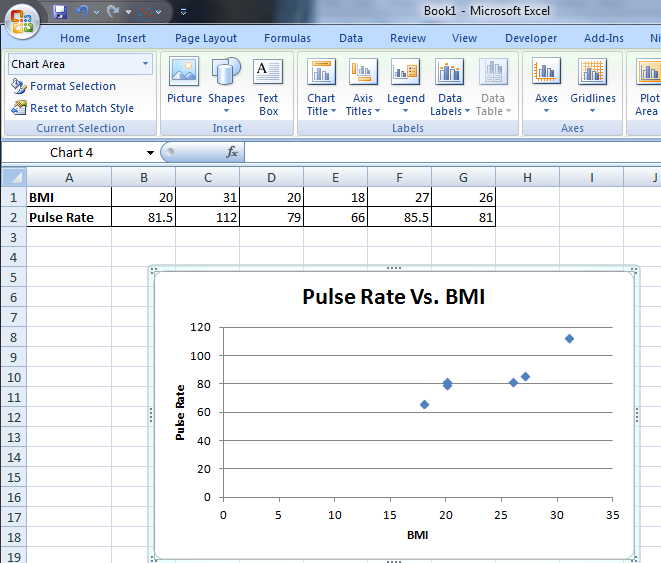 Book1 - Microsoft Excel
Home Insert Page Layout Formulas Data Review View Developer Add-Ins
Chart Area
Format Selection
Reset to Match Style
Current Selection
Picture Shapes Text Box
Insert
Chart Title Axis Titles Legend Data Labels Data Table
Labels
Axes Gridlines
Axes
Plot Area
Chart 4 fx
A B C D E F G H I J
1 BMI 20 31 20 18 27 26
2 Pulse Rate 81.5 112 79 66 85.5 81
3
4
5
6
7
8
9
10
11
12
13
14
15
16
17
18
19
Pulse Rate Vs. BMI
Pulse Rate
120
100
80
60
40
20
0
0 5 10 15 20 25 30 35
BMI